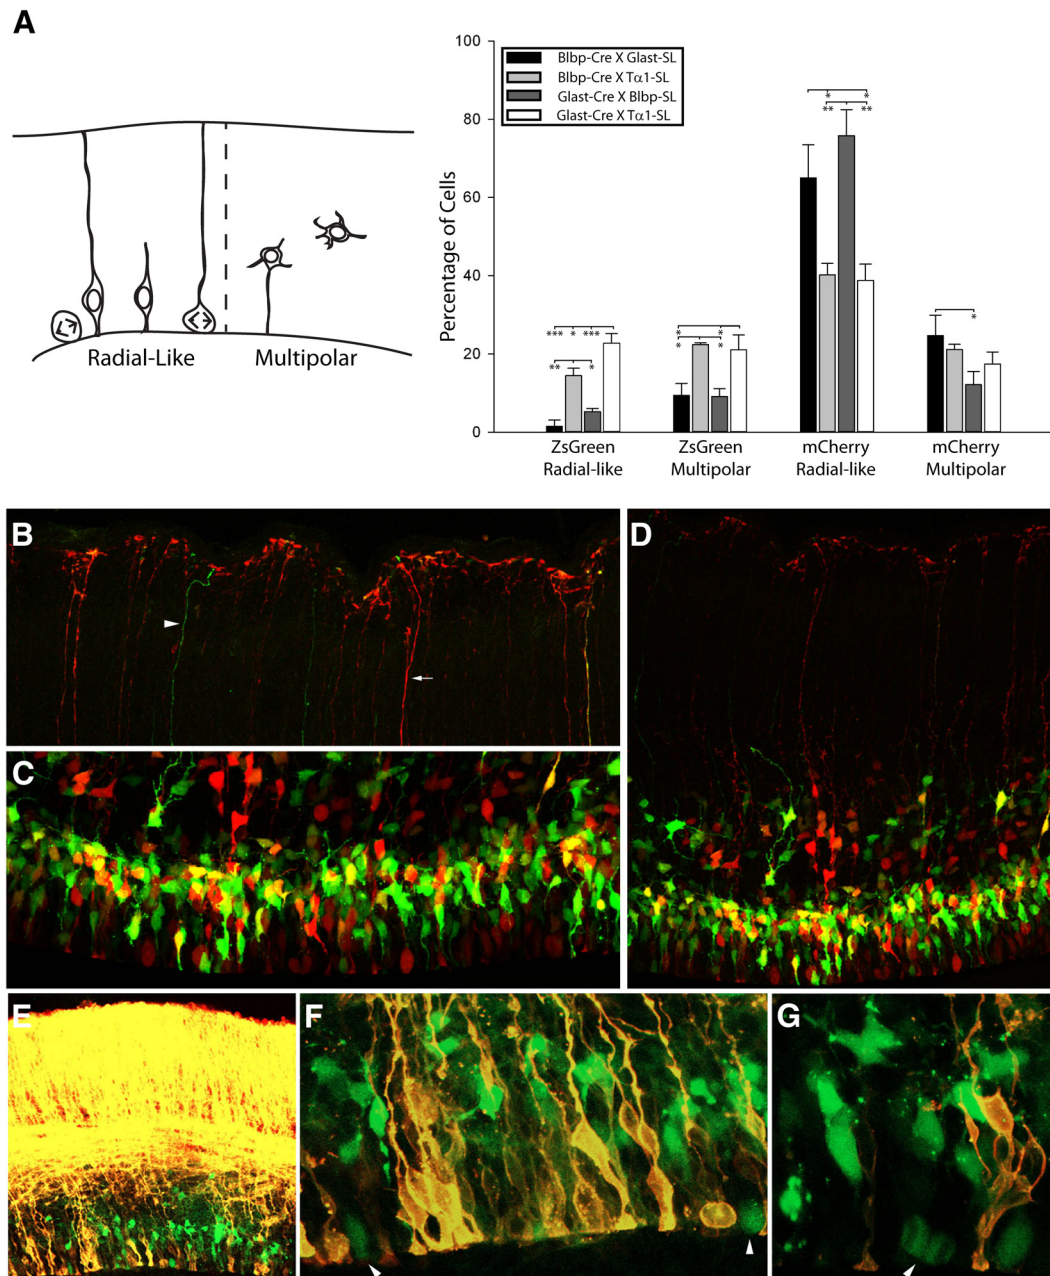 A
Radial-Like
Multipolar
Percentage of Cells
100
80
60
40
20
0
Blbp-Cre X Glast-SL
Blbp-Cre X Tα1-SL
Glast-Cre X Blbp-SL
Glast-Cre X Tα1-SL
* *
** **
*** * ***
** *
* *
* *
*
ZsGreen Radial-like
ZsGreen Multipolar
mCherry Radial-like
mCherry Multipolar
B
D
C
E
F
G